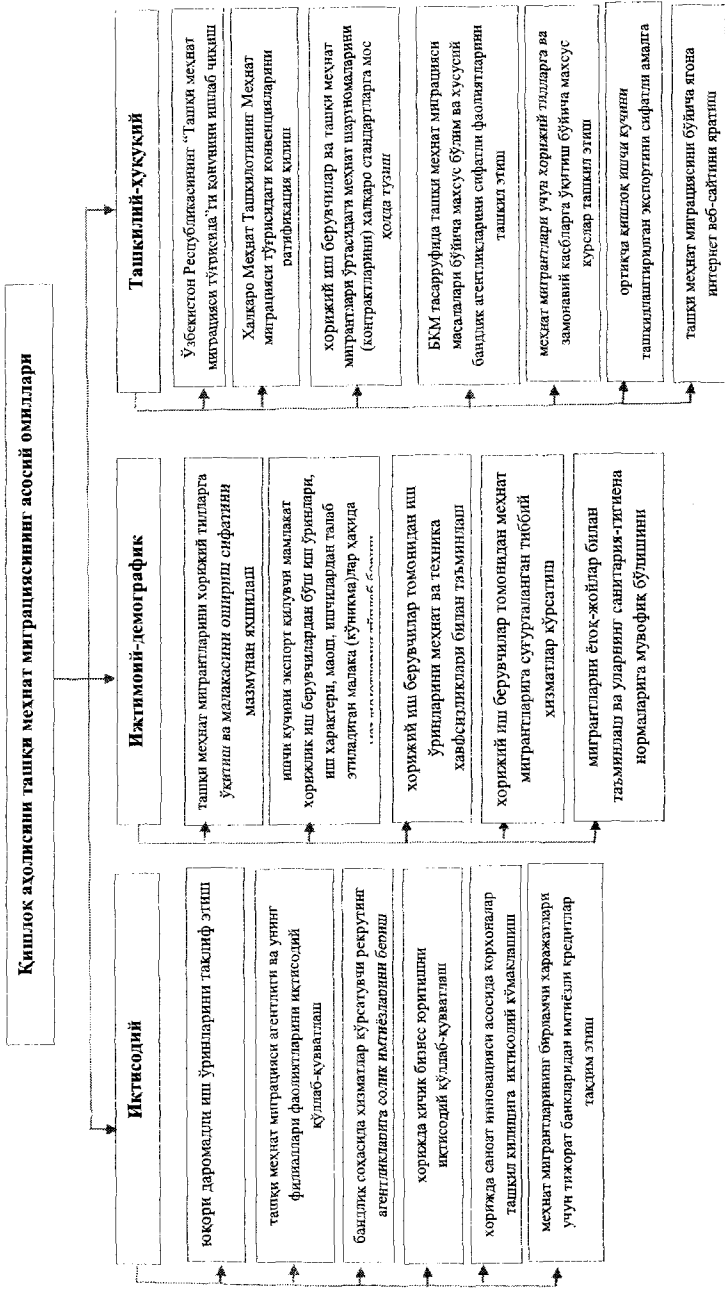 Қишлоқ аҳолисини ташқи меҳнат миграциясининг асосий омиллари
Иқтисодий
юқори даромадли иш ўринларини таклиф этиш
ташқи меҳнат миграцияси агентлиги ва унинг
филиаллари фаолиятларини иқтисодий
қўллаб-қувватлаш
бандлик соҳасида хизматлар кўрсатувчи рекрутинг
агентликларига солиқ имтиёзларини бериш
хорижда кичик бизнес юритишни
иқтисодий қўллаб-қувватлаш
хорижда саноат инновацияси асосида корхоналар
ташкил қилишга иқтисодий кўмаклашиш
меҳнат мигрантларининг бирламчи харажатлари
учун тижорат банкларидан имтиёзли кредитлар
тақдим этиш
Ижтимоий-демографик
ташқи меҳнат мигрантларини хорижий тилларга
ўқитиш ва малакасини ошириш сифатини
мазмунан яхшилаш
ишчи кучини экспорт қилувчи мамлакат
хорижлик иш берувчилардан бўш иш ўринлари,
иш характери, маош, ишчилардан талаб
этиладиган малака (кўникма)лар ҳақида
хорижий иш берувчилар томонидан иш
ўринларини меҳнат ва техника
хавфсизликлари билан таъминлаш
хорижий иш берувчилар томонидан меҳнат
мигрантларига суғурталанган тиббий
хизматлар кўрсатиш
мигрантларни ётоқ-жойлар билан
таъминлаш ва уларнинг санитария-гигиена
нормаларига мувофиқ бўлишини
Ташкилий-ҳуқуқий
Ўзбекистон Республикасининг “Ташқи меҳнат
миграцияси тўғрисида”ги қонунини ишлаб чиқиш
Халқаро Меҳнат Ташкилотининг Меҳнат
миграцияси тўғрисидаги конвенцияларини
ратификация қилиш
хорижий иш берувчилар ва ташқи меҳнат
мигрантлари ўртасидаги меҳнат шартномаларини
(контрактларини) халқаро стандартларга мос
ҳолда тузиш
БКМ тасарруфида ташқи меҳнат миграцияси
масалалари бўйича махсус бўлим ва хусусий
бандлик агентликларини сифатли фаолиятларини
ташкил этиш
меҳнат мигрантлари учун хорижий тилларга ва
замонавий касбларга ўқитиш бўйича махсус
курслар ташкил этиш
ортиқча қишлоқ ишчи кучини
ташкиллаштирилган экспортини сифатли амалга
ташқи меҳнат миграциясини бўйича ягона
интернет веб-сайтини яратиш